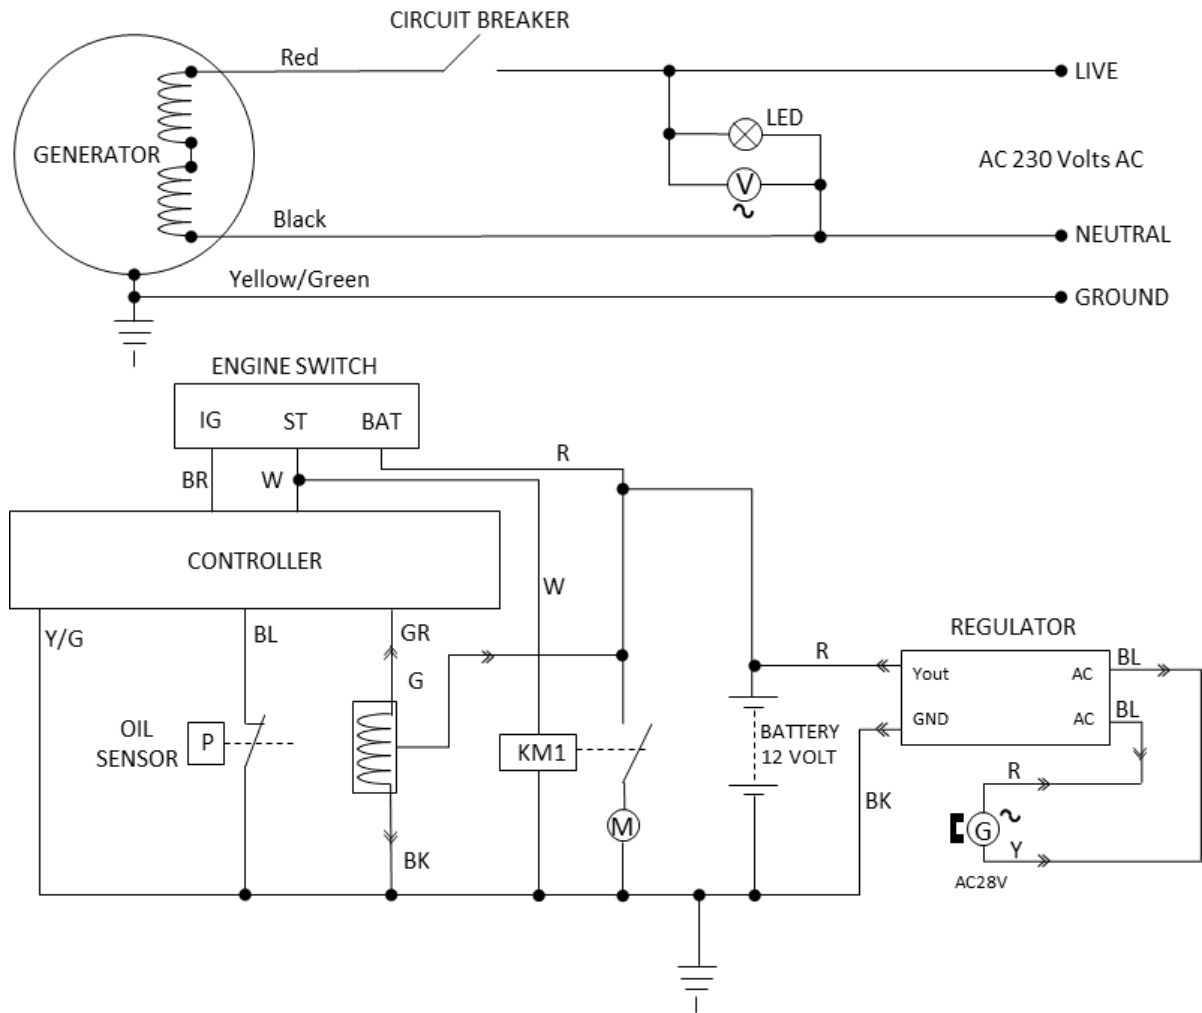 CIRCUIT BREAKER
Red
LIVE
LED
GENERATOR
AC 230 Volts AC
V
Black
NEUTRAL
Yellow/Green
GROUND
ENGINE SWITCH
IG ST BAT
R
BR W
CONTROLLER
W
Y/G BL GR
REGULATOR
R
BL
G
Yout AC
BL
GND AC
OIL
SENSOR
P
KM1
BATTERY
12 VOLT
R
BK
M
G
Y
BK
AC28V